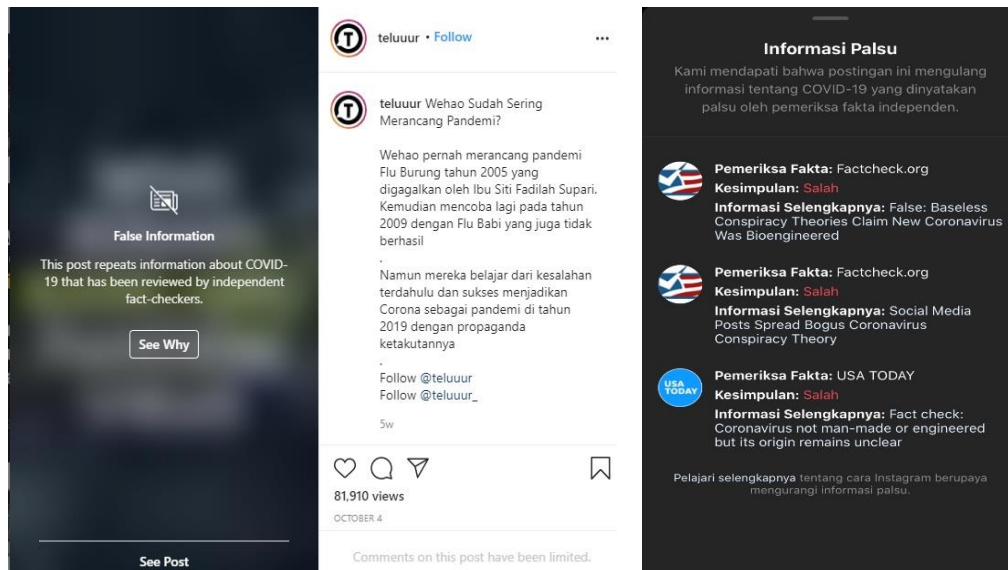 False Information
This post repeats information about COVID-
19 that has been reviewed by independent
fact-checkers.
See Why
See Post
teluuur • Follow
teluuur Wehao Sudah Sering
Merancang Pandemi?
Wehao pernah merancang pandemi
Flu Burung tahun 2005 yang
digagalkan oleh Ibu Siti Fadilah Supari.
Kemudian mencoba lagi pada tahun
2009 dengan Flu Babi yang juga tidak
berhasil
.
Namun mereka belajar dari kesalahan
terdahulu dan sukses menjadikan
Corona sebagai pandemi di tahun
2019 dengan propaganda
ketakutannya
.
Follow @teluuur
Follow @teluuur_
5w
81,910 views
OCTOBER 4
Comments on this post have been limited.
Informasi Palsu
Kami mendapati bahwa postingan ini mengulang
informasi tentang COVID-19 yang dinyatakan
palsu oleh pemeriksa fakta independen.
Pemeriksa Fakta: Factcheck.org
Kesimpulan: Salah
Informasi Selengkapnya: False: Baseless
Conspiracy Theories Claim New Coronavirus
Was Bioengineered
Pemeriksa Fakta: Factcheck.org
Kesimpulan: Salah
Informasi Selengkapnya: Social Media
Posts Spread Bogus Coronavirus
Conspiracy Theory
USA
TODAY
Pemeriksa Fakta: USA TODAY
Kesimpulan: Salah
Informasi Selengkapnya: Fact check:
Coronavirus not man-made or engineered
but its origin remains unclear
Pelajari selengkapnya tentang cara Instagram berupaya
mengurangi informasi palsu.